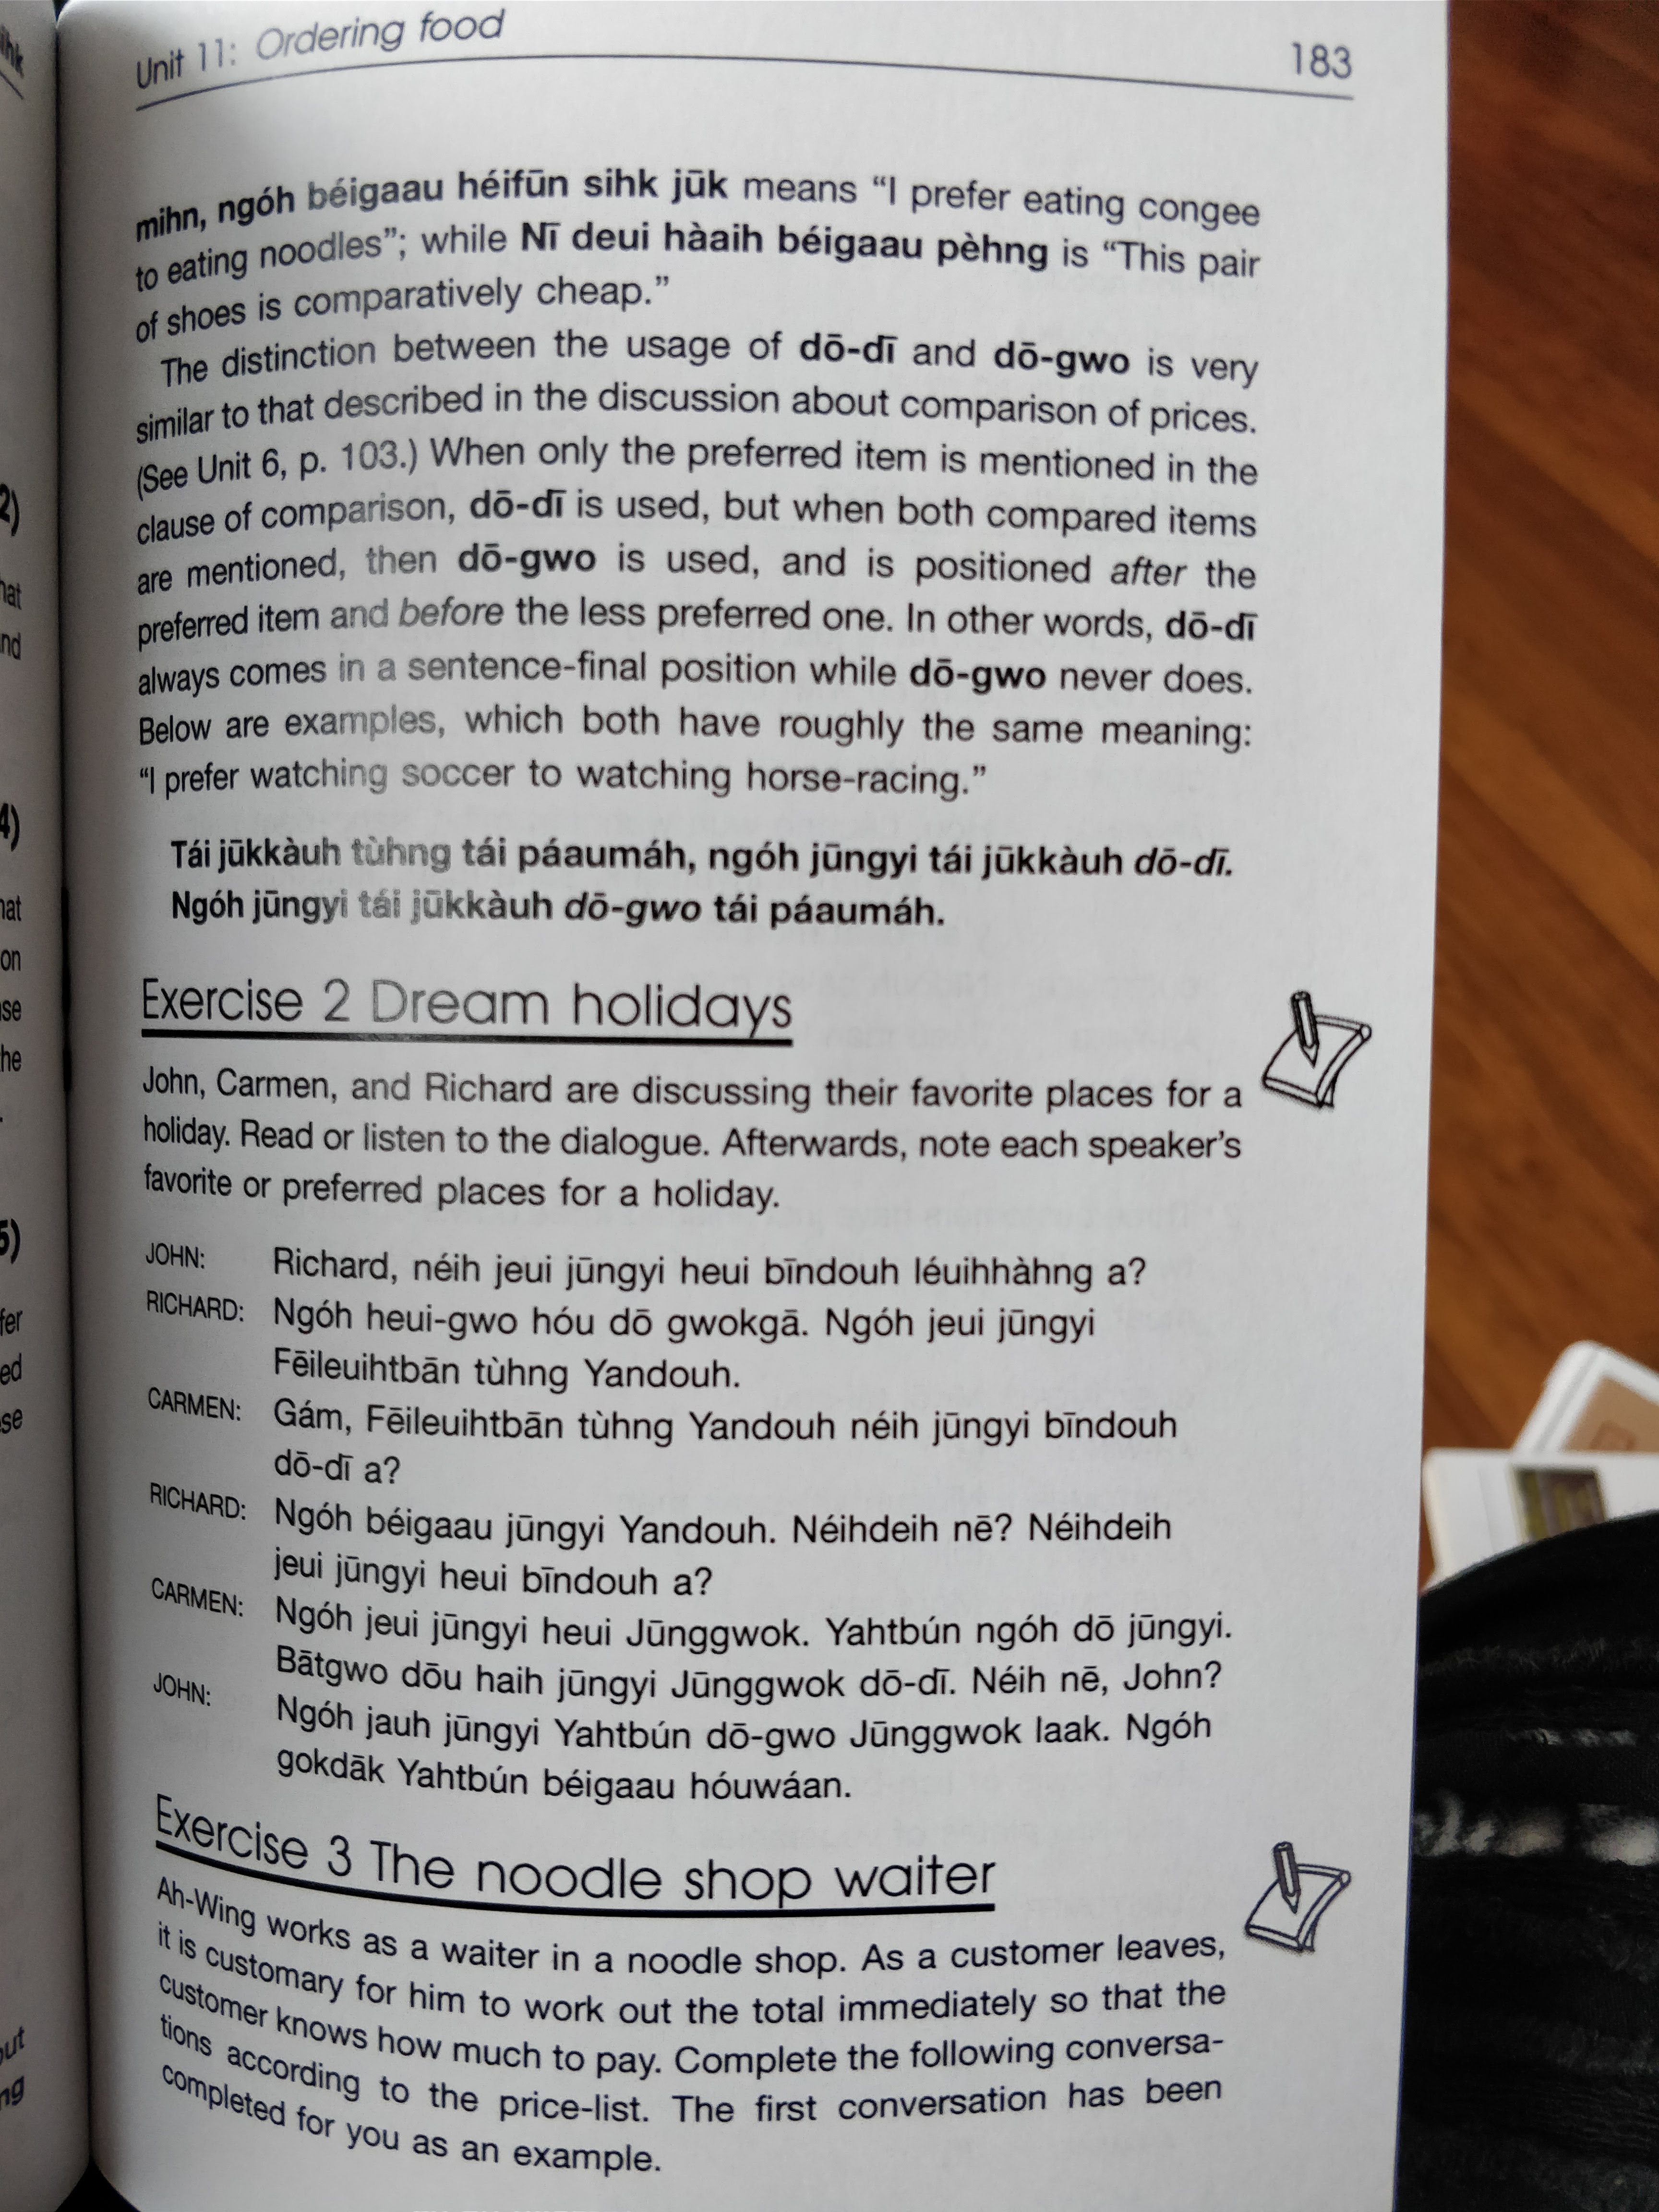 Unit 11: Ordering food
183
mihn, ngóh béigaau héifūn sihk jūk means “I prefer eating congee
to eating noodles”; while Nī deui hàaih béigaau pèhng is “This pair
of shoes is comparatively cheap.”
The distinction between the usage of dō-dī and dō-gwo is very
similar to that described in the discussion about comparison of prices.
(See Unit 6, p. 103.) When only the preferred item is mentioned in the
clause of comparison, dō-dī is used, but when both compared items
are mentioned, then dō-gwo is used, and is positioned after the
preferred item and before the less preferred one. In other words, dō-dī
always comes in a sentence-final position while dō-gwo never does.
Below are examples, which both have roughly the same meaning:
“I prefer watching soccer to watching horse-racing.”
Tái jūkkàuh tùhng tái páaumáh, ngóh jūngyi tái jūkkàuh dō-dī.
Ngóh jūngyi tái jūkkàuh dō-gwo tái páaumáh.
Exercise 2 Dream holidays
John, Carmen, and Richard are discussing their favorite places for a
holiday. Read or listen to the dialogue. Afterwards, note each speaker’s
favorite or preferred places for a holiday.
JOHN: Richard, néih jeui jūngyi heui bīndouh léuihhàhng a?
RICHARD: Ngóh heui-gwo hóu dō gwokgā. Ngóh jeui jūngyi
Fēileuihtbān tùhng Yandouh.
CARMEN: Gám, Fēileuihtbān tùhng Yandouh néih jūngyi bīndouh
dō-dī a?
RICHARD: Ngóh béigaau jūngyi Yandouh. Néihdeih nē? Néihdeih
jeui jūngyi heui bīndouh a?
CARMEN: Ngóh jeui jūngyi heui Jūnggwok. Yahtbún ngóh dō jūngyi.
Bātgwo dōu haih jūngyi Jūnggwok dō-dī. Néih nē, John?
JOHN: Ngóh jauh jūngyi Yahtbún dō-gwo Jūnggwok laak. Ngóh
gokdāk Yahtbún béigaau hóuwáan.
Exercise 3 The noodle shop waiter
Ah-Wing works as a waiter in a noodle shop. As a customer leaves,
it is customary for him to work out the total immediately so that the
customer knows how much to pay. Complete the following conversa-
tions according to the price-list. The first conversation has been
completed for you as an example.